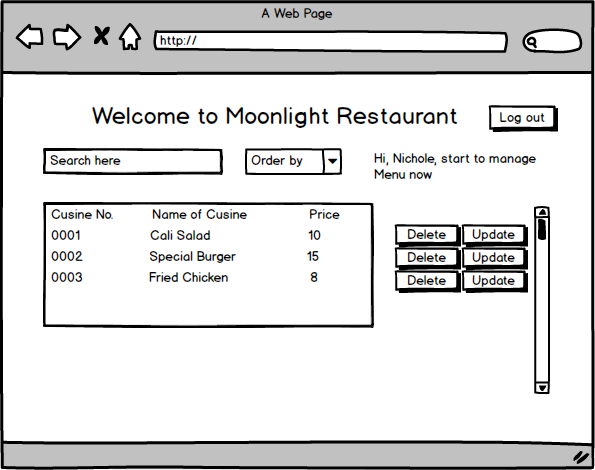 A Web Page
http://
Welcome to Moonlight Restaurant
Log out
Search here
Order by
Hi, Nichole, start to manage
Menu now
Cusine No. Name of Cusine Price
0001 Cali Salad 10 Delete Update
0002 Special Burger 15 Delete Update
0003 Fried Chicken 8 Delete Update